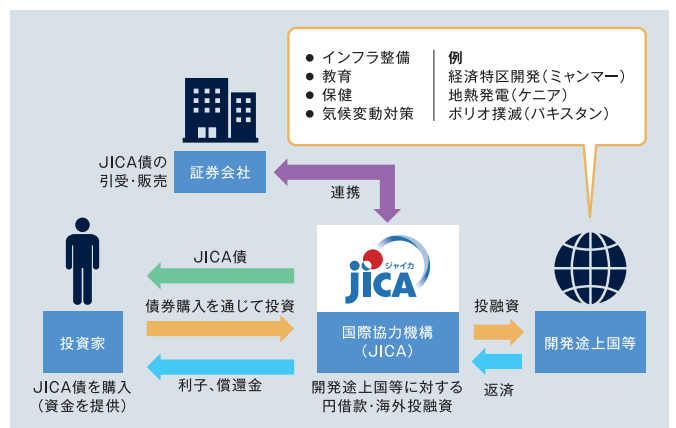 ● インフラ整備
● 教育
● 保健
● 気候変動対策
例
経済特区開発（ミャンマー）
地熱発電（ケニア）
ポリオ撲滅（パキスタン）
JICA債の
引受・販売
証券会社
連携
JICA債
債券購入を通じて投資
利子、償還金
投資家
JICA債を購入
（資金を提供）
ジャイカ
jICA
国際協力機構
（JICA）
開発途上国等に対する
円借款・海外投融資
投融資
返済
開発途上国等